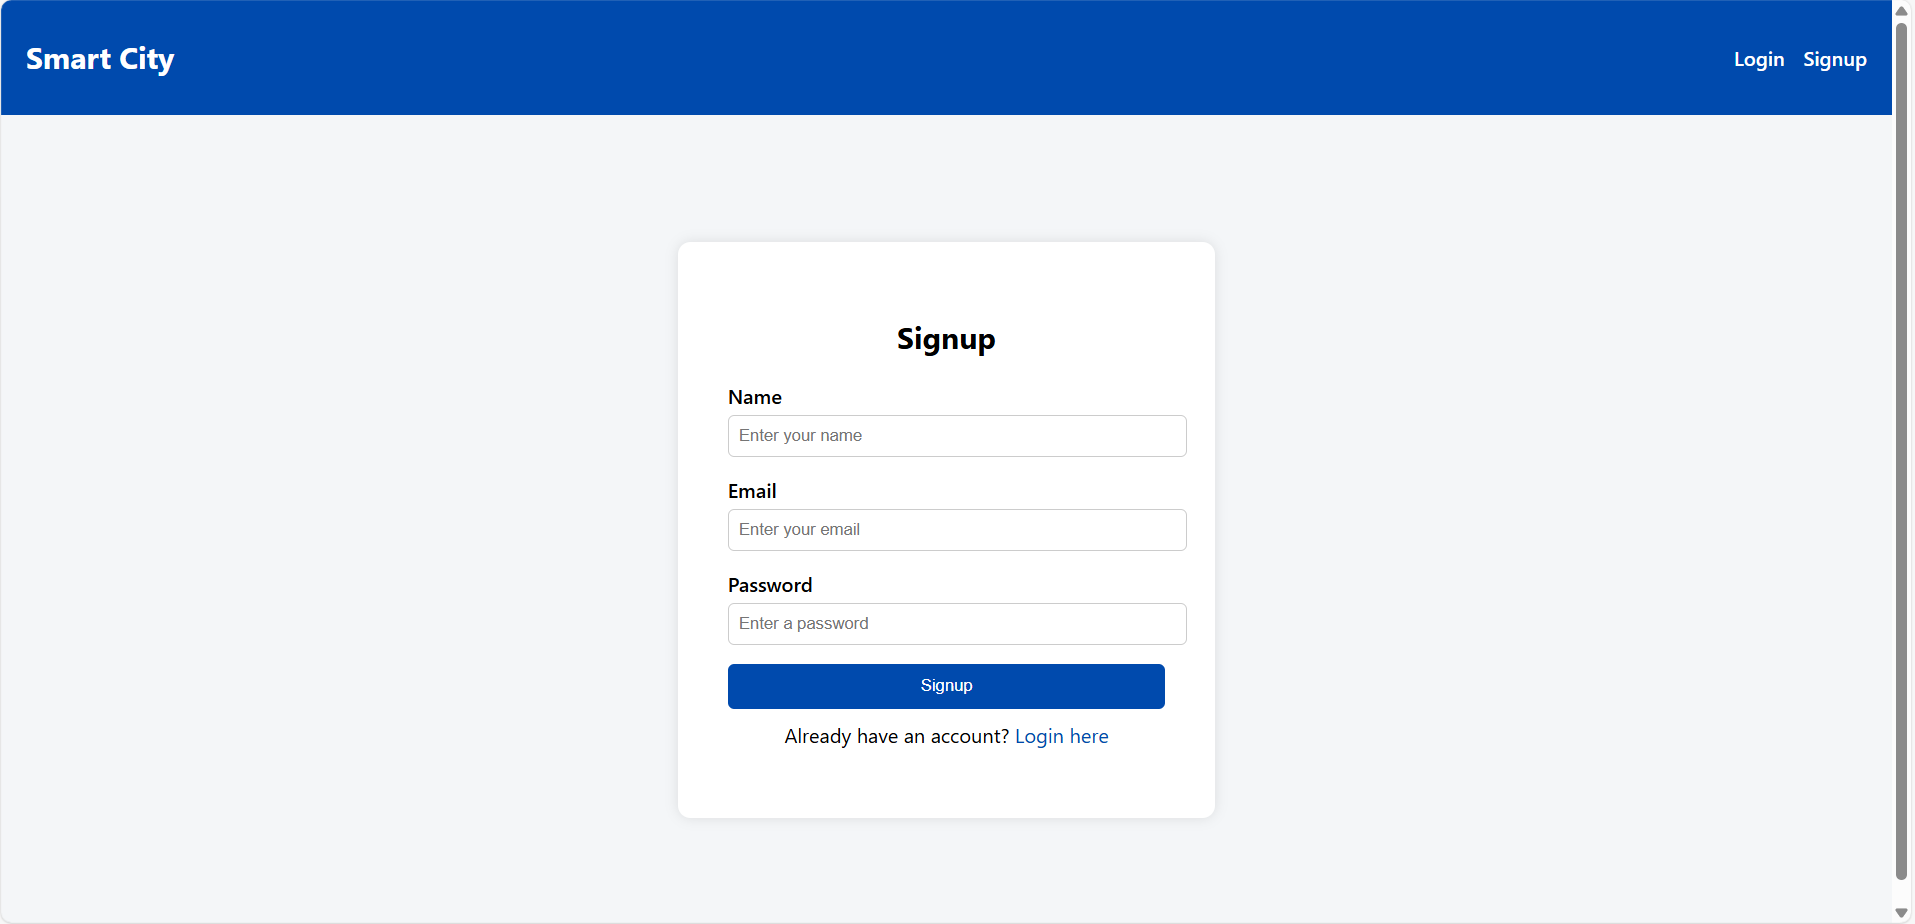 Smart City
Login Signup
Signup
Name
Enter your name
Email
Enter your email
Password
Enter a password
Signup
Already have an account? Login here